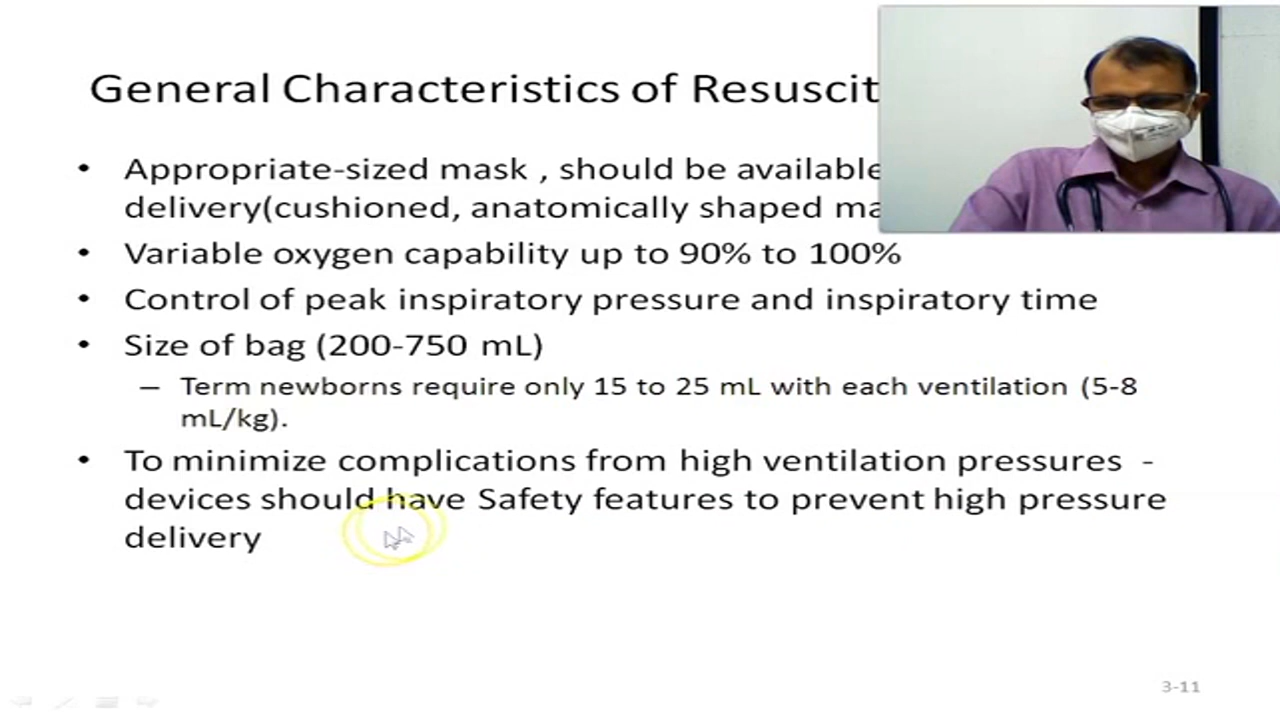 General Characteristics of Resuscit
• Appropriate-sized mask , should be available
delivery(cushioned, anatomically shaped ma
• Variable oxygen capability up to 90% to 100%
• Control of peak inspiratory pressure and inspiratory time
• Size of bag (200-750 mL)
– Term newborns require only 15 to 25 mL with each ventilation (5-8
mL/kg).
• To minimize complications from high ventilation pressures -
devices should have Safety features to prevent high pressure
delivery
3-11